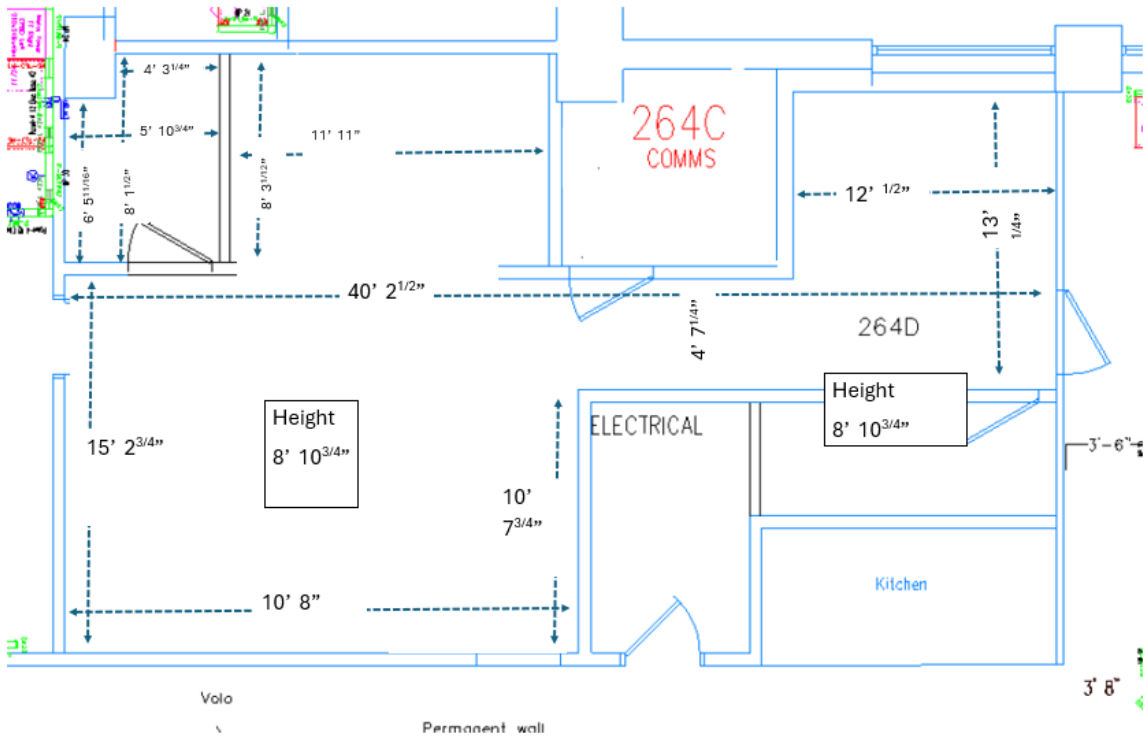 4' 3 1/4"
5' 10 3/4"
11' 11"
6' 5 11/16"
8' 1 1/2"
8' 3 1/12"
264C
COMMS
12' 1/2"
13'
1/4"
40' 2 1/2"
4' 7 1/4"
264D
Height
8' 10 3/4"
Height
8' 10 3/4"
ELECTRICAL
15' 2 3/4"
3'-6"
10'
7 3/4"
Kitchen
10' 8"
3' 8"
Volo
Permanent wall